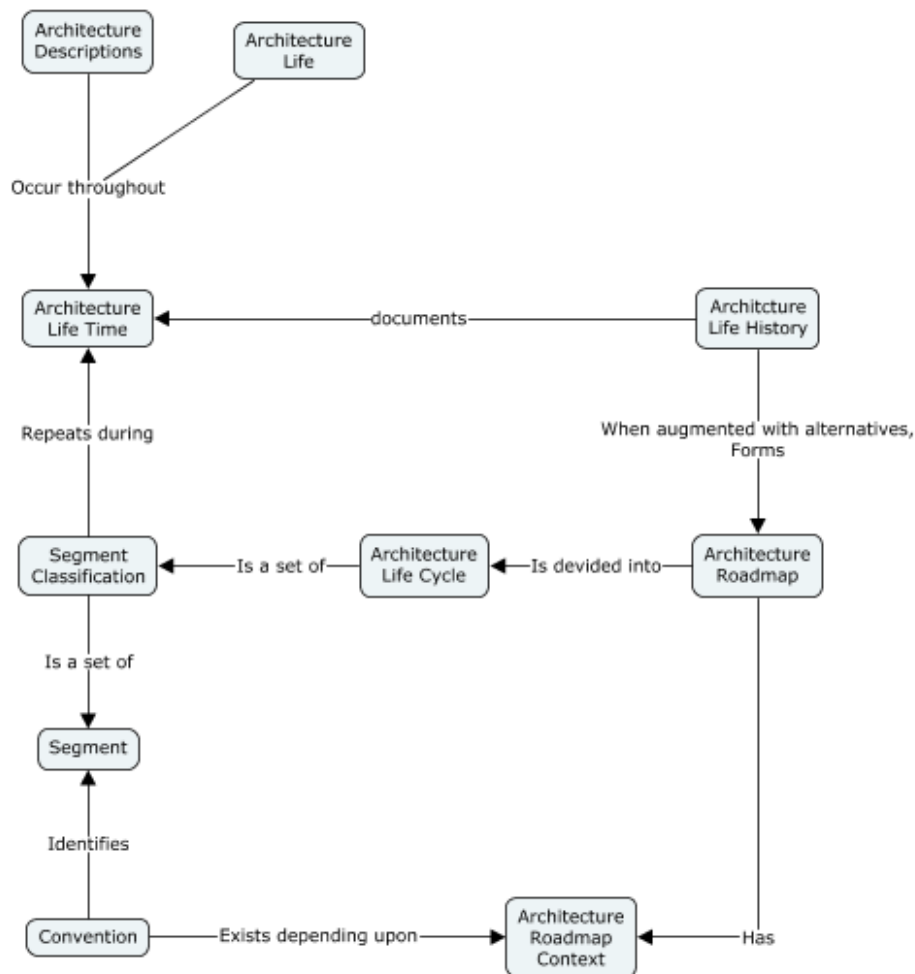 Architecture
Descriptions
Architecture
Life
Occur throughout
Architecture
Life Time
documents
Architcture
Life History
Repeats during
When augmented with alternatives,
Forms
Segment
Classification
Is a set of
Architecture
Life Cycle
Is devided into
Architecture
Roadmap
Is a set of
Segment
Identifies
Convention
Exists depending upon
Architecture
Roadmap
Context
Has